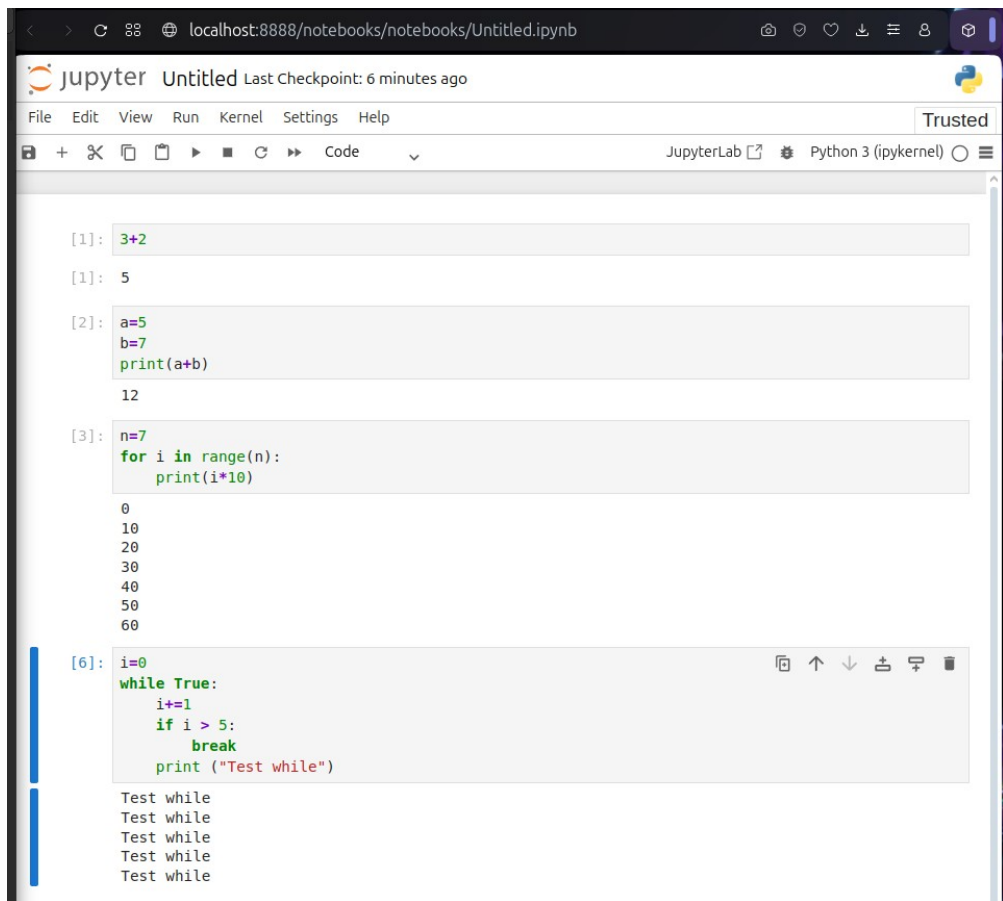 localhost:8888/notebooks/notebooks/Untitled.ipynb
jupyter Untitled Last Checkpoint: 6 minutes ago
File Edit View Run Kernel Settings Help
Trusted
Code JupyterLab Python 3 (ipykernel)
[1]: 3+2
[1]: 5
[2]: a=5
b=7
print(a+b)
12
[3]: n=7
for i in range(n):
    print(i*10)
0
10
20
30
40
50
60
[6]: i=0
while True:
    i+=1
    if i > 5:
        break
    print ("Test while")
Test while
Test while
Test while
Test while
Test while